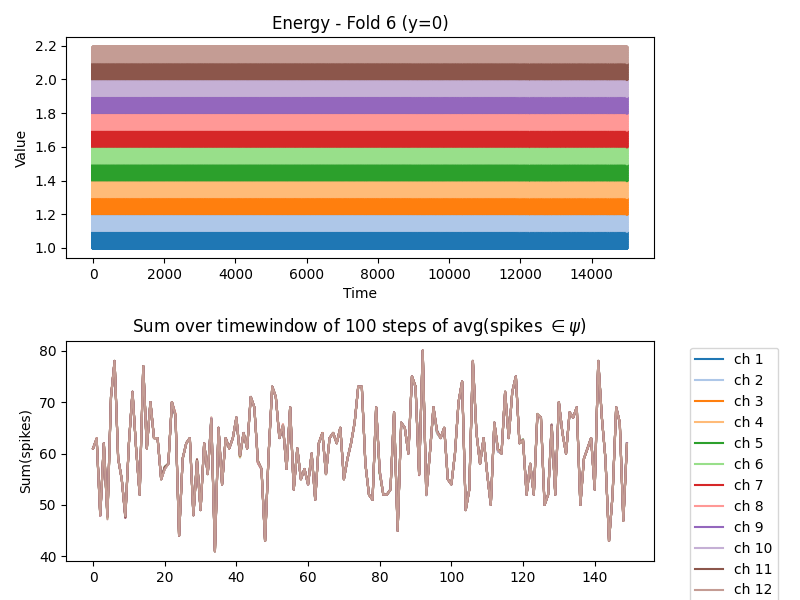 Energy - Fold 6 (y=0)
2.2
2.0
1.8
1.6
1.4
1.2
1.0
Value
0 2000 4000 6000 8000 10000 12000 14000
Time
Sum over timewindow of 100 steps of avg(spikes ∈ ψ)
80
70
60
50
40
Sum(spikes)
0 20 40 60 80 100 120 140
ch 1
ch 2
ch 3
ch 4
ch 5
ch 6
ch 7
ch 8
ch 9
ch 10
ch 11
ch 12